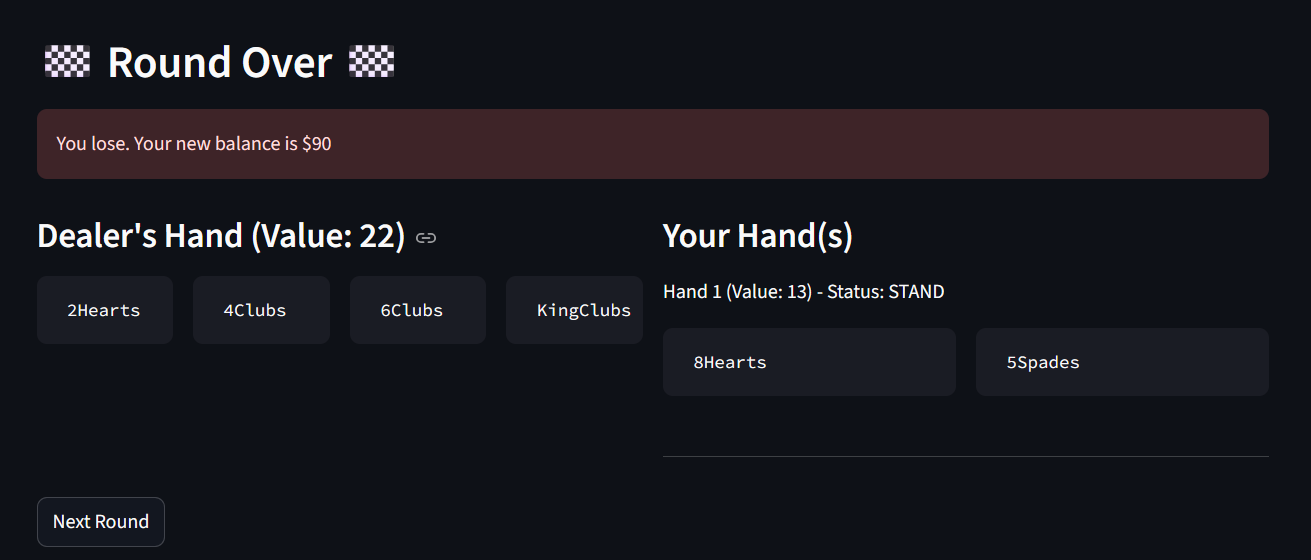 Round Over
You lose. Your new balance is $90
Dealer's Hand (Value: 22)
2Hearts
4Clubs
6Clubs
KingClubs
Your Hand(s)
Hand 1 (Value: 13) - Status: STAND
8Hearts
5Spades
Next Round